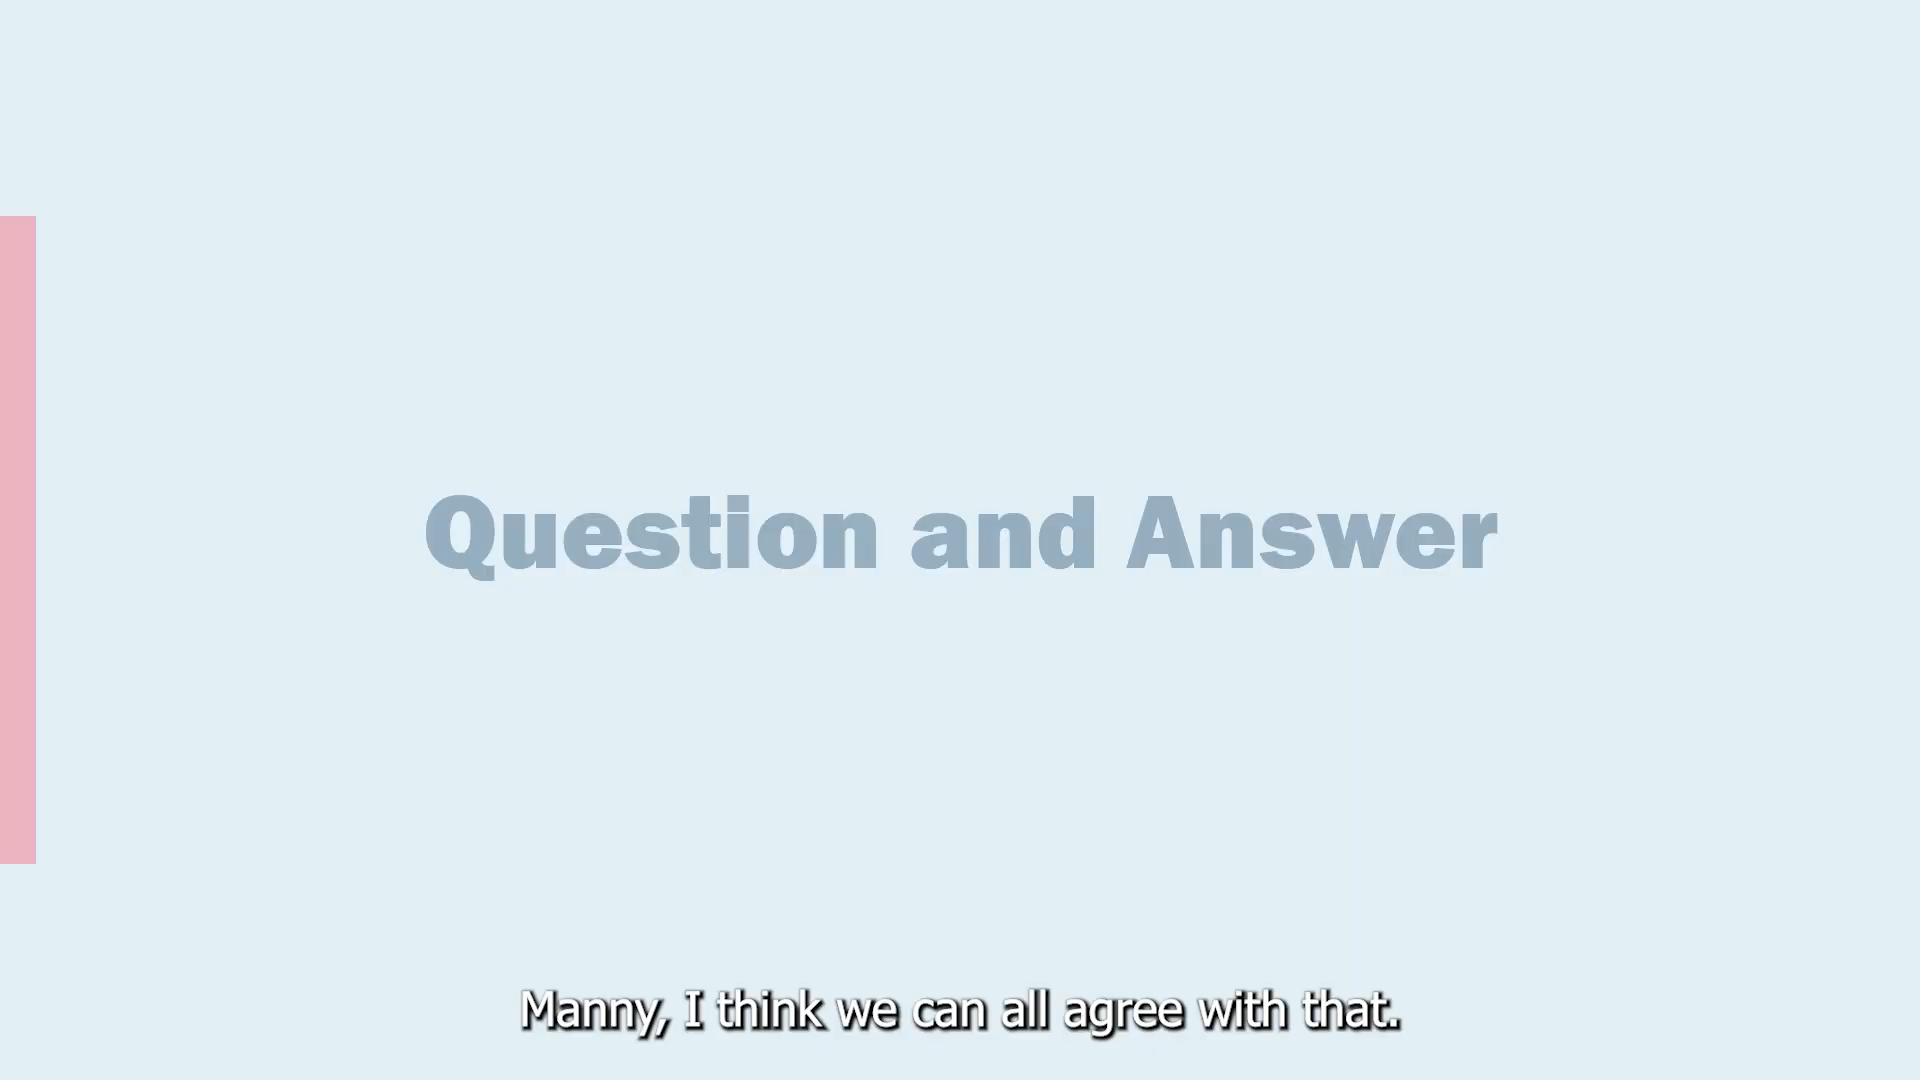 Question and Answer
Manny, I think we can all agree with that.